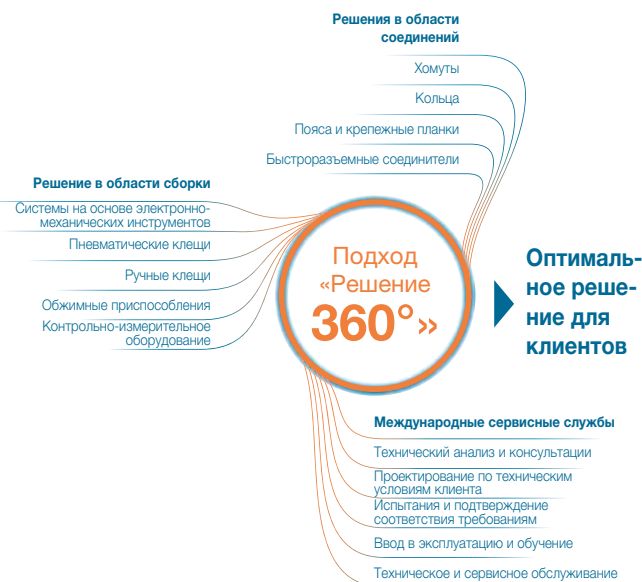 Решения в области
соединений
Хомуты
Кольца
Пояса и крепежные планки
Быстроразъемные соединители
Решение в области сборки
Системы на основе электронно-
механических инструментов
Пневматические клещи
Ручные клещи
Обжимные приспособления
Контрольно-измерительное
оборудование
Подход
«Решение
360°»
Оптималь-
ное реше-
ние для
клиентов
Международные сервисные службы
Технический анализ и консультации
Проектирование по техническим
условиям клиента
Испытания и подтверждение
соответствия требованиям
Ввод в эксплуатацию и обучение
Техническое и сервисное обслуживание